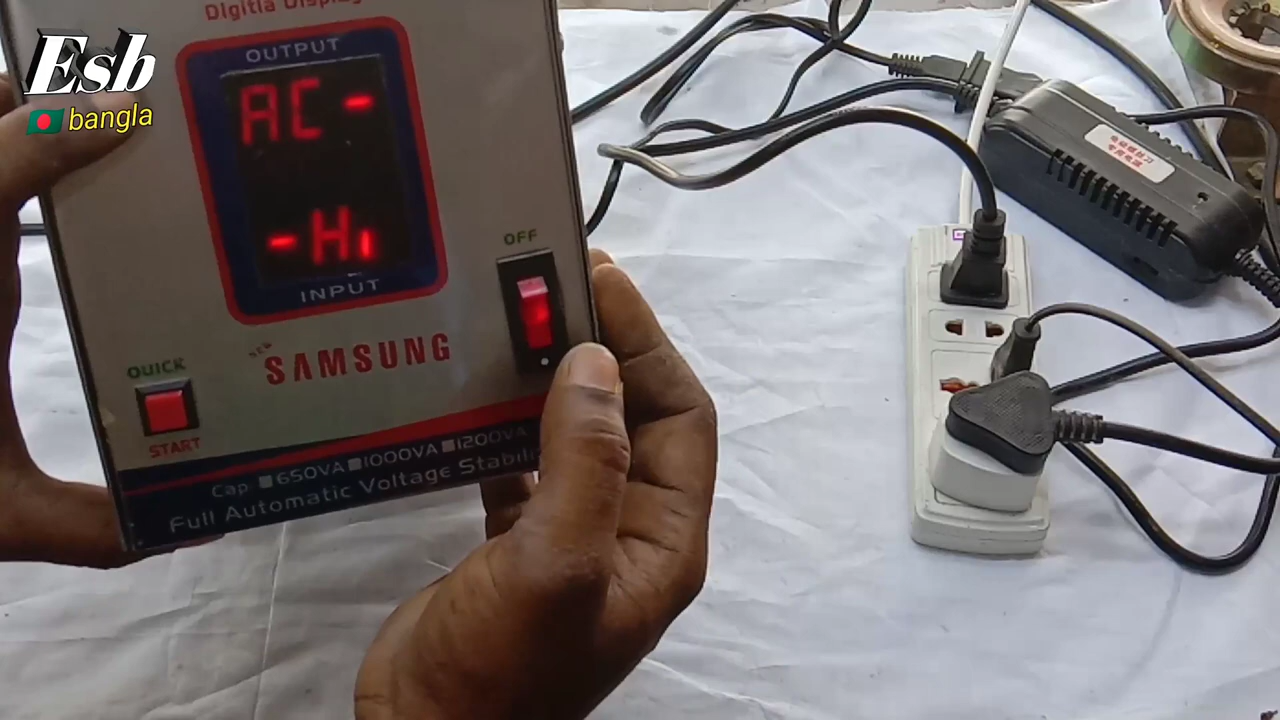 Digitla Display
Esb
bangla
OUTPUT
AC-
-Hi
INPUT
OFF
SAMSUNG
QUICK
START
Cap 650VA 1000VA 1200VA
Full Automatic Voltage Stabili